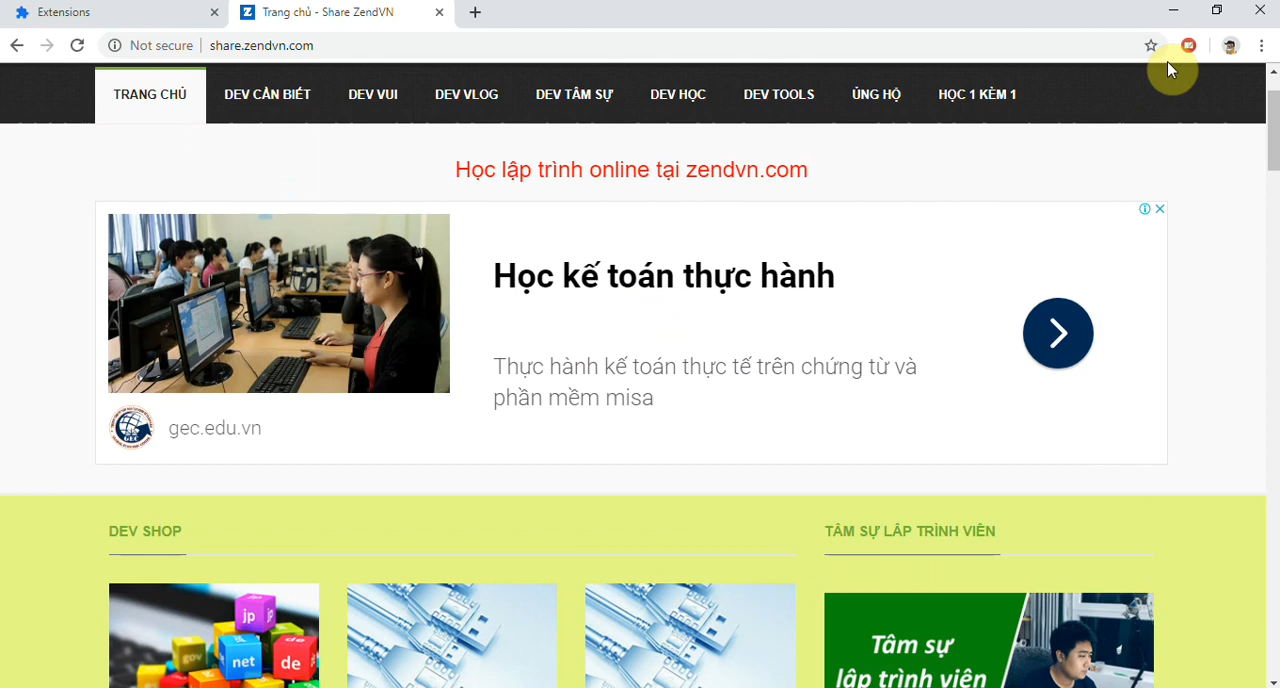 Extensions
Trang chủ - Share ZendVN
Not secure
share.zendvn.com
TRANG CHỦ
DEV CẦN BIẾT
DEV VUI
DEV VLOG
DEV TÂM SỰ
DEV HỌC
DEV TOOLS
ỦNG HỘ
HỌC 1 KÈM 1
Học lập trình online tại zendvn.com
Học kế toán thực hành
Thực hành kế toán thực tế trên chứng từ và
phần mềm misa
GEC
gec.edu.vn
DEV SHOP
TÂM SỰ LẬP TRÌNH VIÊN
jp
gov
net
de
Tâm sự
lập trình viên